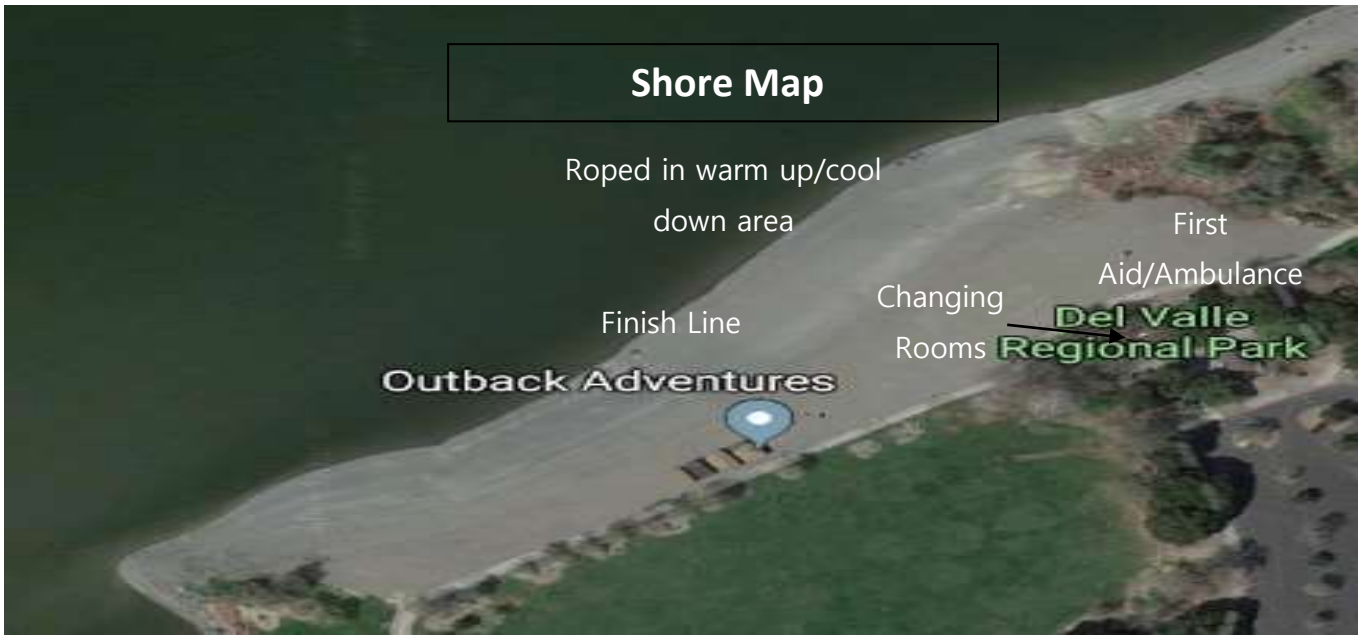 Shore Map
Roped in warm up/cool
down area
First
Aid/Ambulance
Changing
Rooms
Finish Line
Del Valle
Regional Park
Outback Adventures